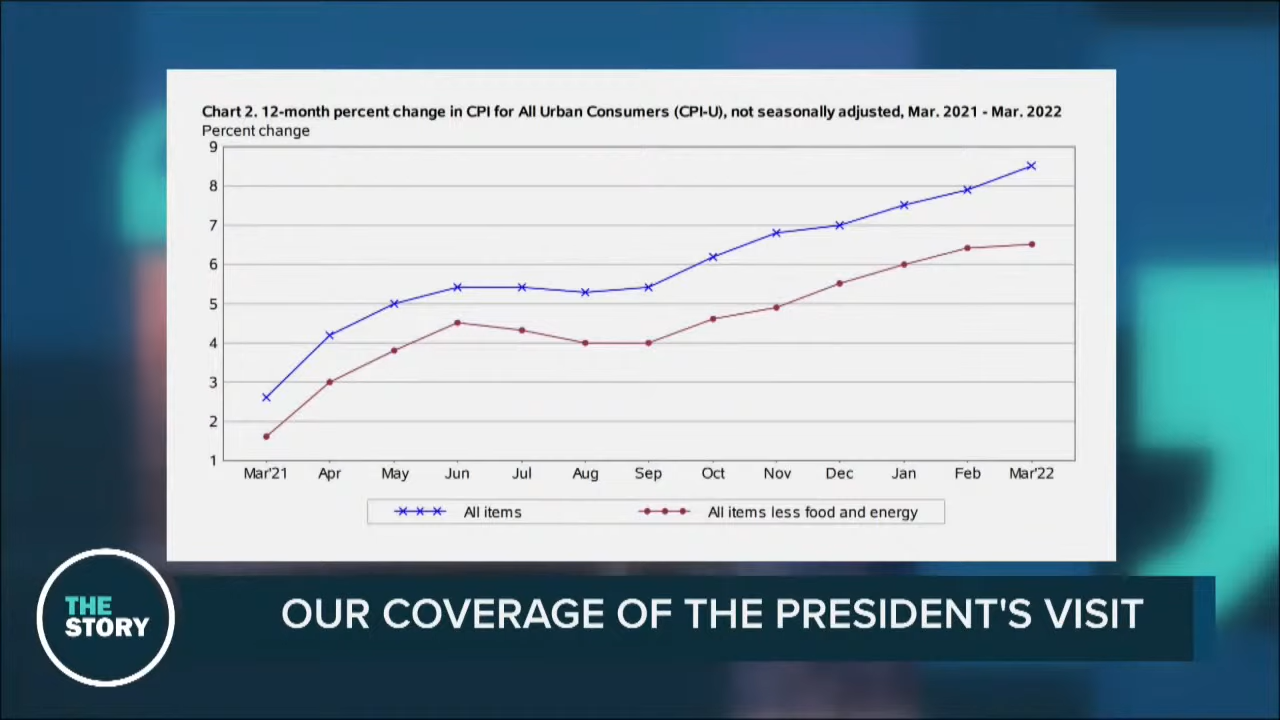 Chart 2. 12-month percent change in CPI for All Urban Consumers (CPI-U), not seasonally adjusted, Mar. 2021 - Mar. 2022
Percent change
9
8
7
6
5
4
3
2
1
Mar'21 Apr May Jun Jul Aug Sep Oct Nov Dec Jan Feb Mar'22
All items All items less food and energy
THE
STORY
OUR COVERAGE OF THE PRESIDENT'S VISIT